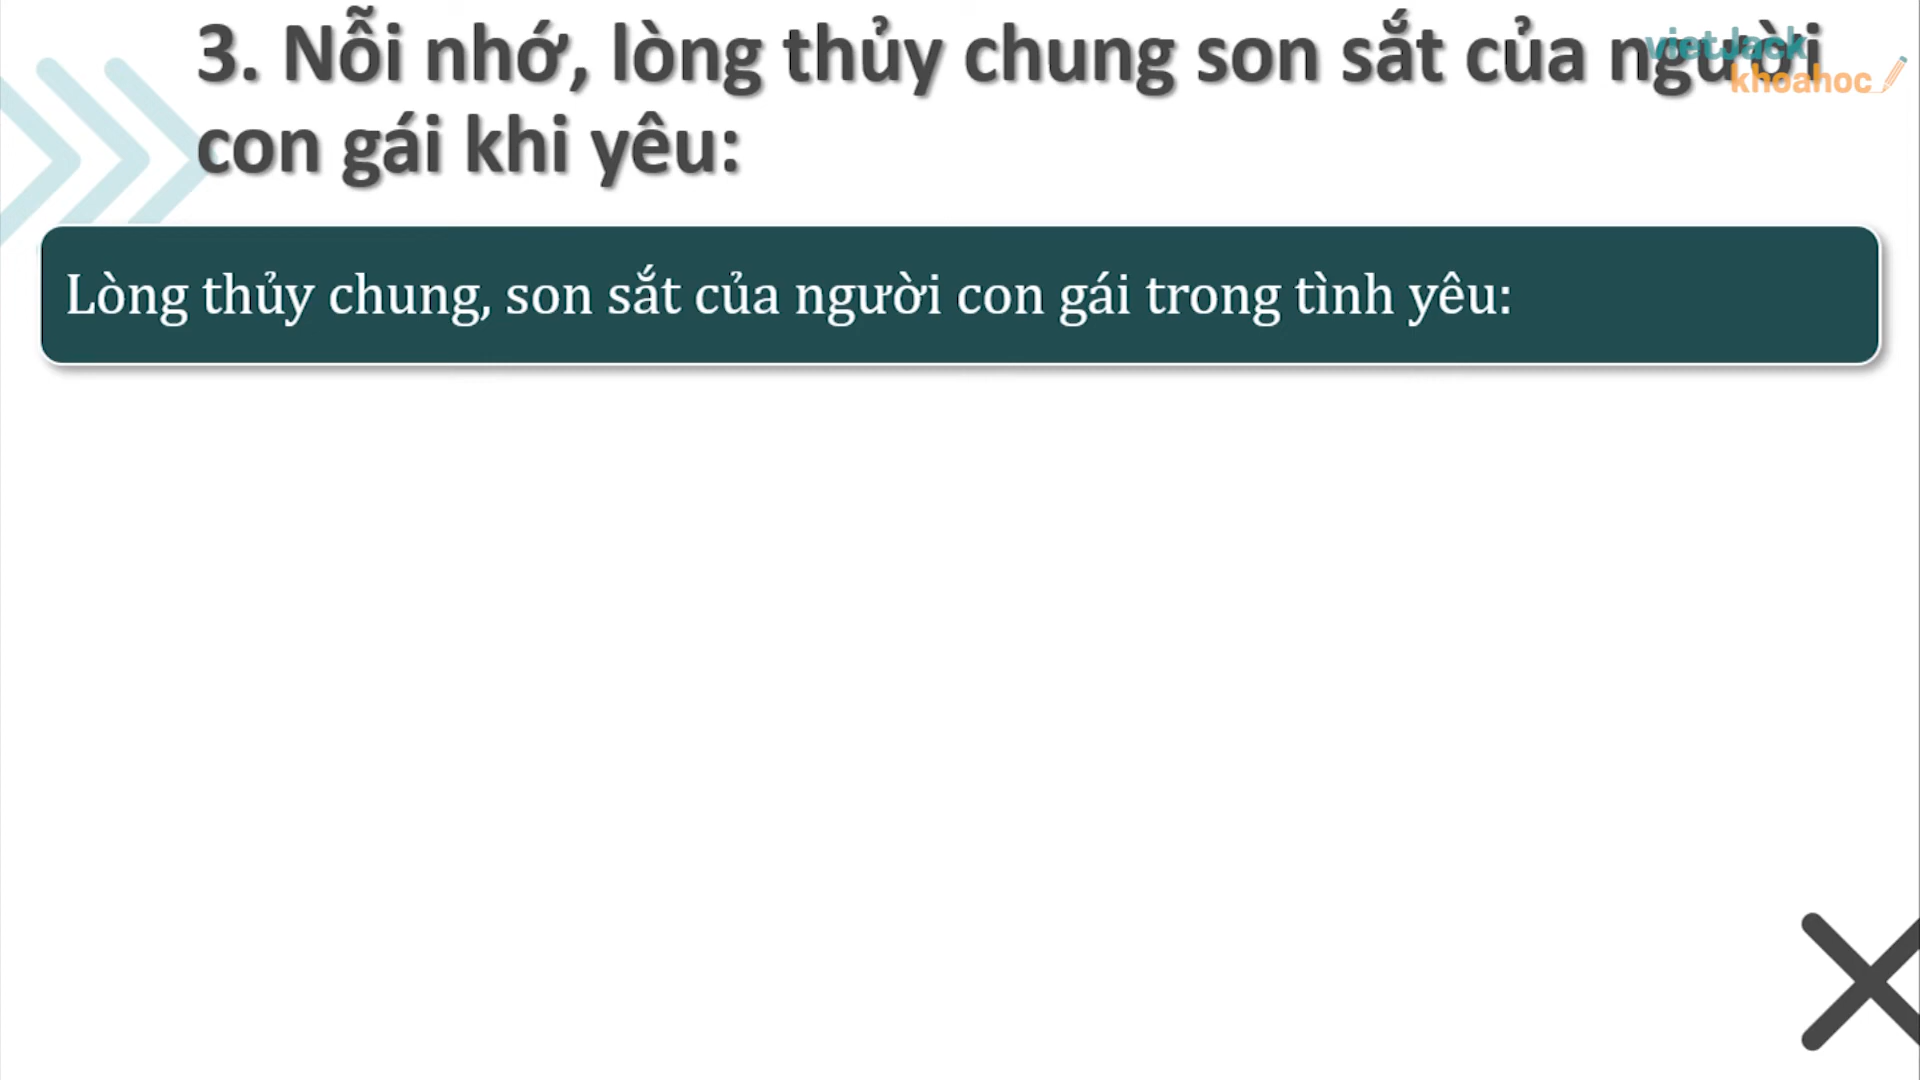 3. Nỗi nhớ, lòng thủy chung son sắt của người
con gái khi yêu:
vietJack
khoahoc
Lòng thủy chung, son sắt của người con gái trong tình yêu: